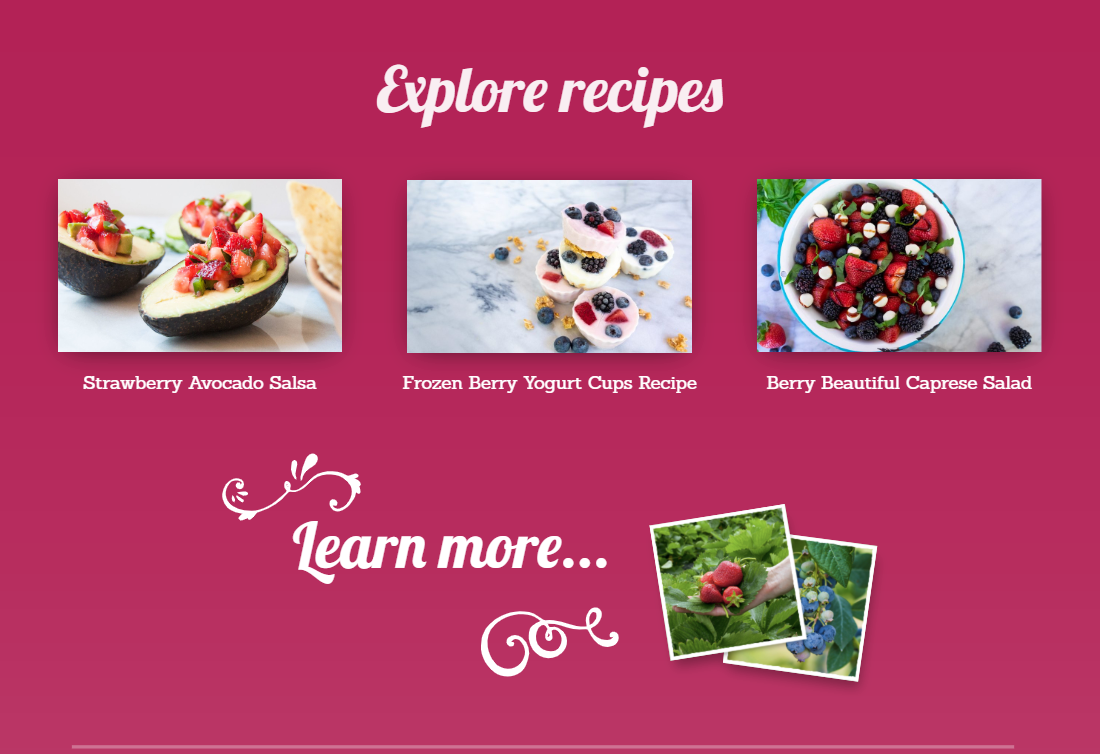 Explore recipes
Strawberry Avocado Salsa
Frozen Berry Yogurt Cups Recipe
Berry Beautiful Caprese Salad
Learn more...